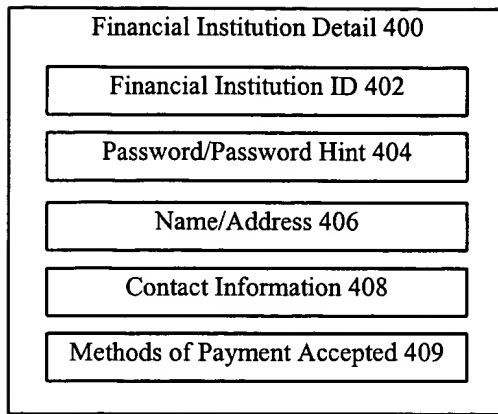 Financial Institution Detail 400
Financial Institution ID 402
Password/Password Hint 404
Name/Address 406
Contact Information 408
Methods of Payment Accepted 409